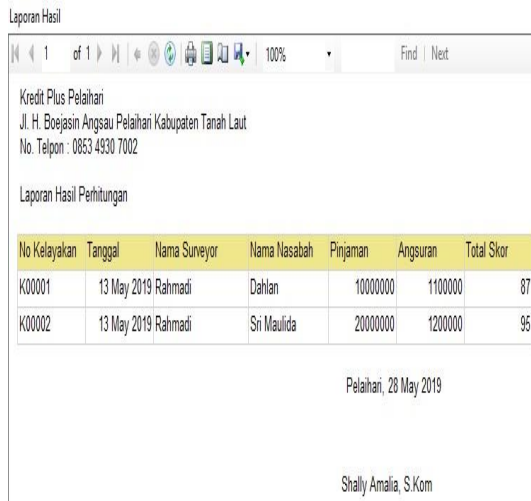 Laporan Hasil
1 of 1 100% Find | Next
Kredit Plus Pelaihari
Jl. H. Boejasin Angsau Pelaihari Kabupaten Tanah Laut
No. Telpon : 0853 4930 7002
Laporan Hasil Perhitungan
No Kelayakan Tanggal Nama Surveyor Nama Nasabah Pinjaman Angsuran Total Skor
K00001 13 May 2019 Rahmadi Dahlan 10000000 1100000 87
K00002 13 May 2019 Rahmadi Sri Maulida 20000000 1200000 95
Pelaihari, 28 May 2019
Shally Amalia, S.Kom